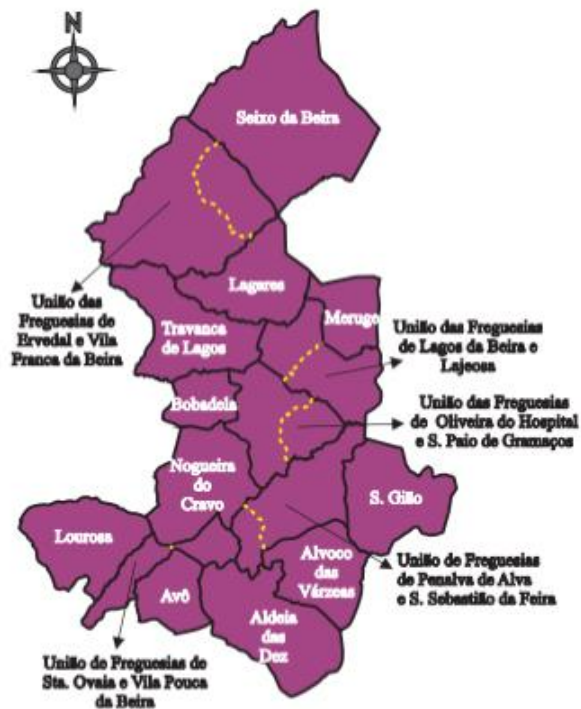 N
Seixo da Beira
Lagares
União das
Freguesias de
Ervedal e Vila
Franca da Beira
Travanca
de Lagos
Meruge
União das Freguesias
de Lagos da Beira e
Lajeosa
Bobadela
União das Freguesias
de Oliveira do Hospital
e S. Paio de Gramaços
Nogueira
do
Cravo
S. Gião
Lourosa
Alvoco
das
Várzeas
União de Freguesias
de Penalva de Alva
e S. Sebastião da Feira
Avô
Aldeia
das
Dez
União de Freguesias de
Sta. Ovaia e Vila Pouca
da Beira